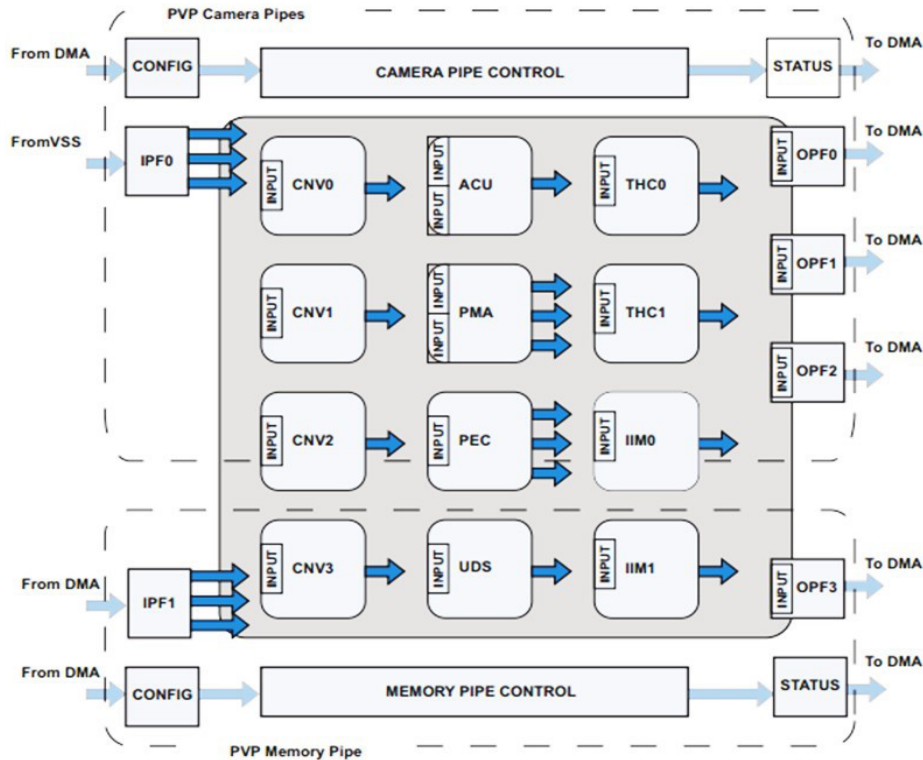 PVP Camera Pipes
From DMA
CONFIG
CAMERA PIPE CONTROL
STATUS
To DMA
FromVSS
IPF0
INPUT
CNV0
INPUT
INPUT
ACU
INPUT
THC0
INPUT
OPF0
To DMA
INPUT
CNV1
INPUT
INPUT
PMA
INPUT
THC1
INPUT
OPF1
To DMA
INPUT
OPF2
To DMA
INPUT
CNV2
INPUT
PEC
INPUT
IIM0
From DMA
IPF1
INPUT
CNV3
INPUT
UDS
INPUT
IIM1
INPUT
OPF3
To DMA
From DMA
CONFIG
MEMORY PIPE CONTROL
STATUS
To DMA
PVP Memory Pipe